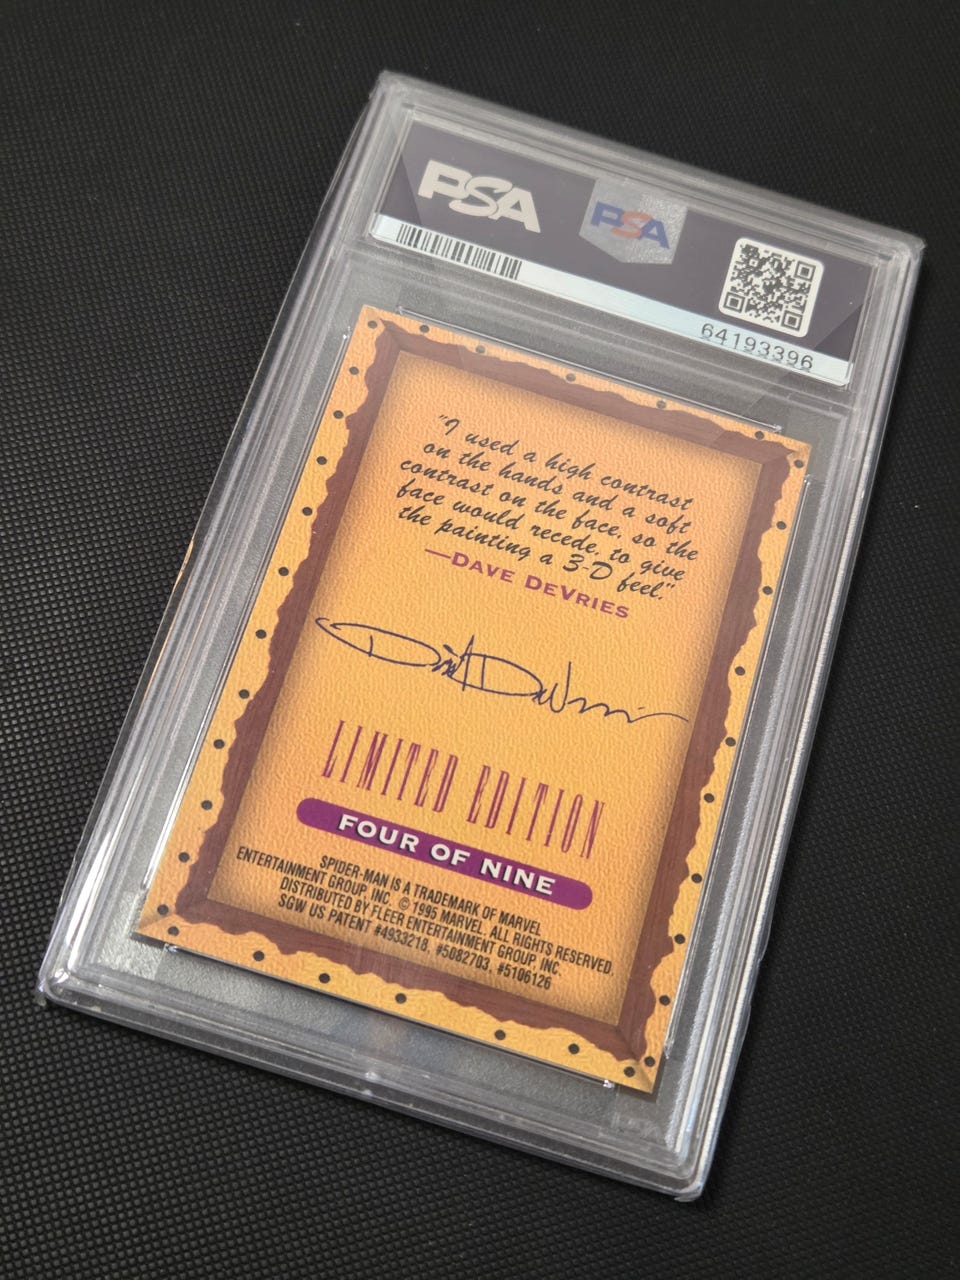 PSA
PSA
64193396
"I used a high contrast
on the hands and a soft
contrast on the face, so the
face would recede, to give
the painting a 3-D feel."
—DAVE DEVRIES
LIMITED EDITION
FOUR OF NINE
SPIDER-MAN IS A TRADEMARK OF MARVEL
ENTERTAINMENT GROUP, INC. © 1995 MARVEL. ALL RIGHTS RESERVED.
DISTRIBUTED BY FLEER ENTERTAINMENT GROUP, INC.
SGW US PATENT #4933218, #5082703, #5106126